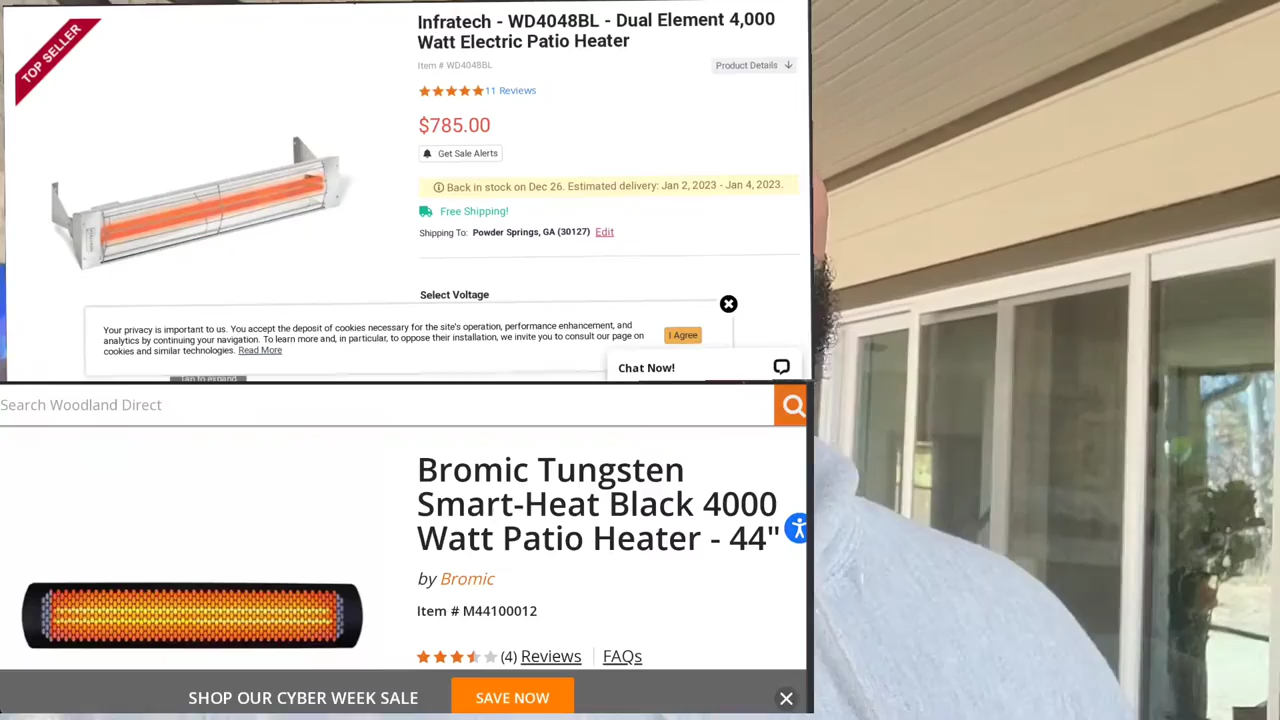 TOP SELLER
Infratech - WD4048BL - Dual Element 4,000
Watt Electric Patio Heater
Item # WD4048BL
Product Details
11 Reviews
$785.00
Get Sale Alerts
Back in stock on Dec 26. Estimated delivery: Jan 2, 2023 - Jan 4, 2023.
Free Shipping!
Shipping To: Powder Springs, GA (30127) Edit
Select Voltage
Your privacy is important to us. You accept the deposit of cookies necessary for the site's operation, performance enhancement, and
analytics by continuing your navigation. To learn more and, in particular, to oppose their installation, we invite you to consult our page on
cookies and similar technologies. Read More
I Agree
Chat Now!
Tap to expand
Search Woodland Direct
Bromic Tungsten
Smart-Heat Black 4000
Watt Patio Heater - 44"
by Bromic
Item # M44100012
(4) Reviews FAQs
SHOP OUR CYBER WEEK SALE
SAVE NOW